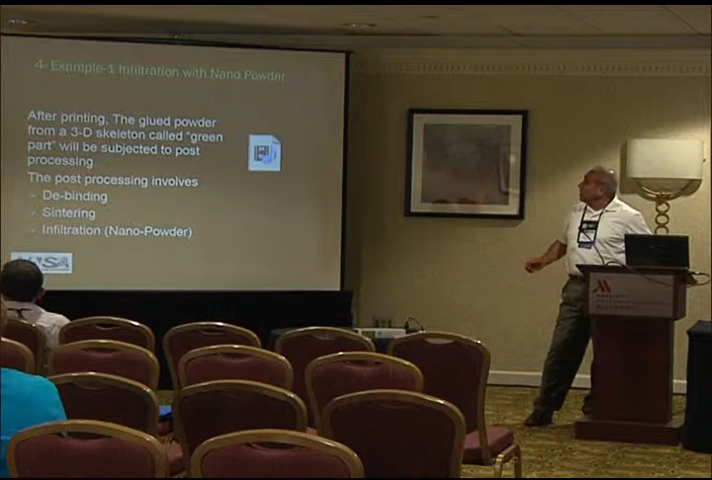 4- Example-1 Infiltration with Nano Powder
After printing, The glued powder
from a 3-D skeleton called "green
part" will be subjected to post
processing
The post processing involves
- De-binding
- Sintering
- Infiltration (Nano-Powder)